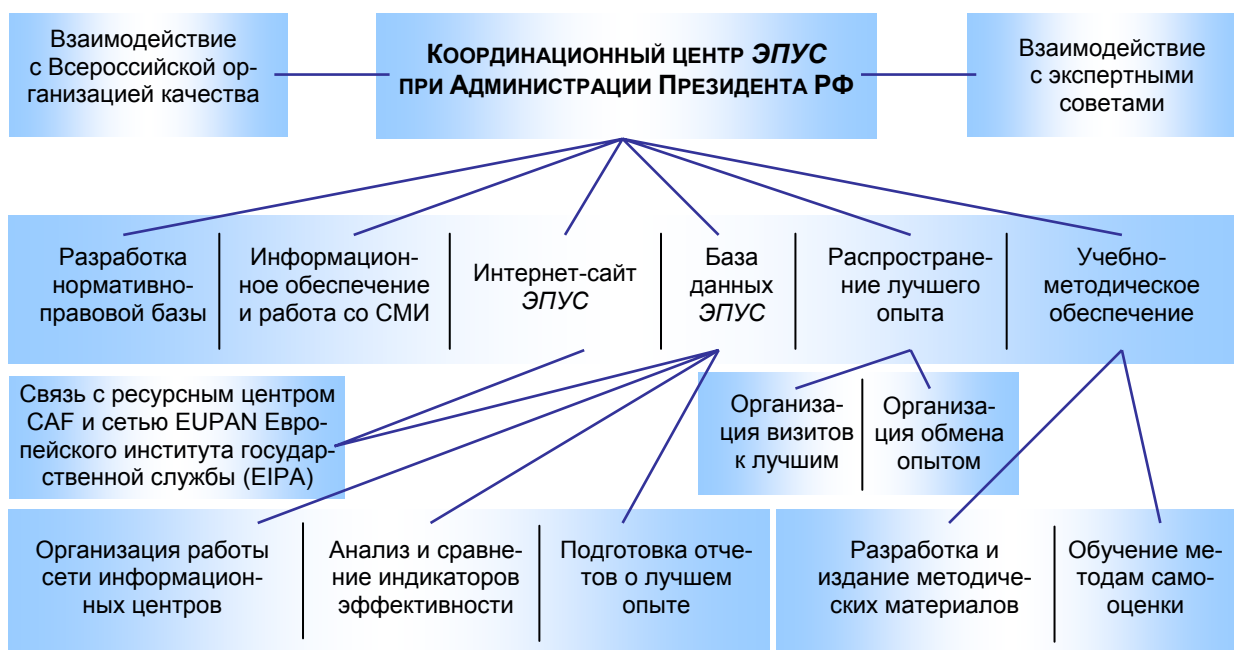 Взаимодействие
с Всероссийской ор-
ганизацией качества
КООРДИНАЦИОННЫЙ ЦЕНТР ЭПУС
ПРИ АДМИНИСТРАЦИИ ПРЕЗИДЕНТА РФ
Взаимодействие
с экспертными
советами
Разработка
нормативно-
правовой базы
Информацион-
ное обеспечение
и работа со СМИ
Интернет-сайт
ЭПУС
База
данных
ЭПУС
Распростране-
ние лучшего
опыта
Учебно-
методическое
обеспечение
Связь с ресурсным центром
CAF и сетью EUPAN Евро-
пейского института государ-
ственной службы (EIPA)
Организа-
ция визитов
к лучшим
Организа-
ция обмена
опытом
Организация работы
сети информацион-
ных центров
Анализ и сравне-
ние индикаторов
эффективности
Подготовка отче-
тов о лучшем
опыте
Разработка и
издание методиче-
ских материалов
Обучение ме-
тодам само-
оценки